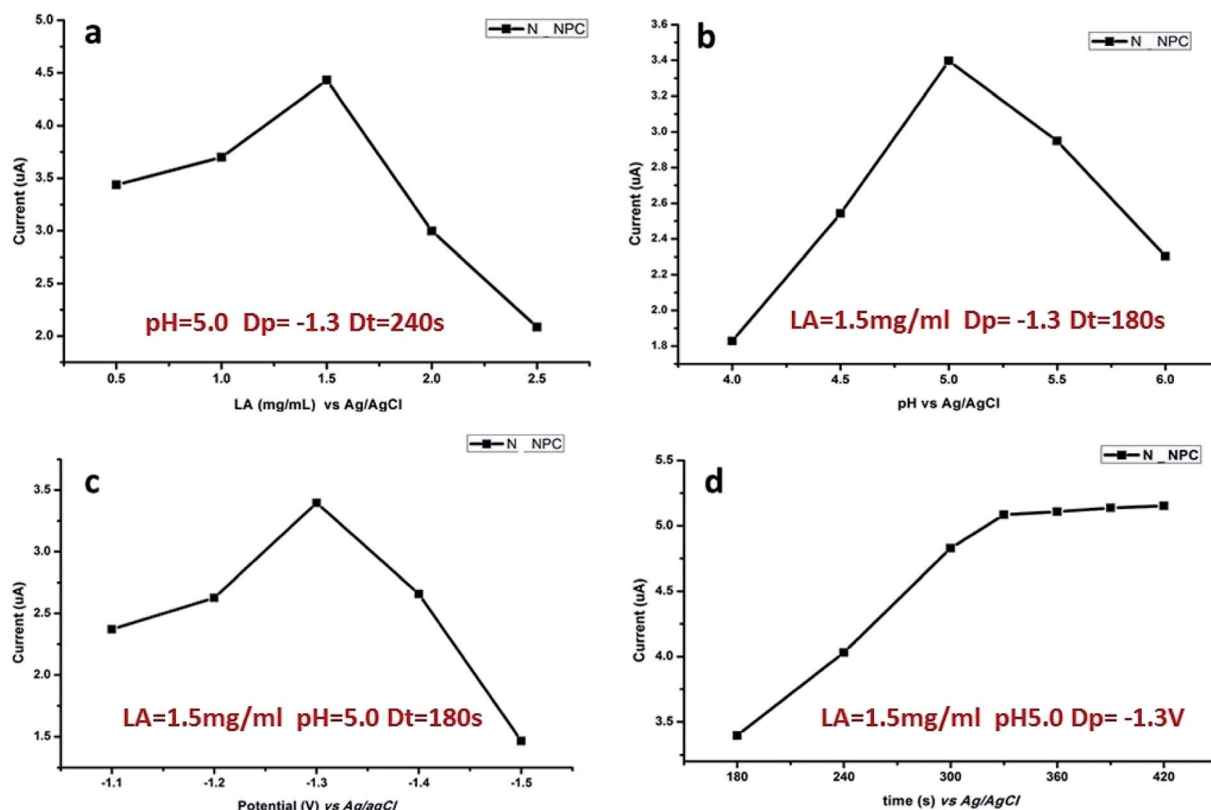 a
N _ NPC
5.0
4.5
4.0
3.5
3.0
2.5
2.0
Current (uA)
pH=5.0 Dp= -1.3 Dt=240s
0.5 1.0 1.5 2.0 2.5
LA (mg/mL) vs Ag/AgCl
b
N _ NPC
3.6
3.4
3.2
3.0
2.8
2.6
2.4
2.2
2.0
1.8
Current (uA)
LA=1.5mg/ml Dp= -1.3 Dt=180s
4.0 4.5 5.0 5.5 6.0
pH vs Ag/AgCl
c
N _ NPC
3.5
3.0
2.5
2.0
1.5
Current (uA)
LA=1.5mg/ml pH=5.0 Dt=180s
-1.1 -1.2 -1.3 -1.4 -1.5
Potential (V) vs Ag/agCl
d
N _ NPC
5.5
5.0
4.5
4.0
3.5
Current (uA)
LA=1.5mg/ml pH5.0 Dp= -1.3V
180 240 300 360 420
time (s) vs Ag/AgCl